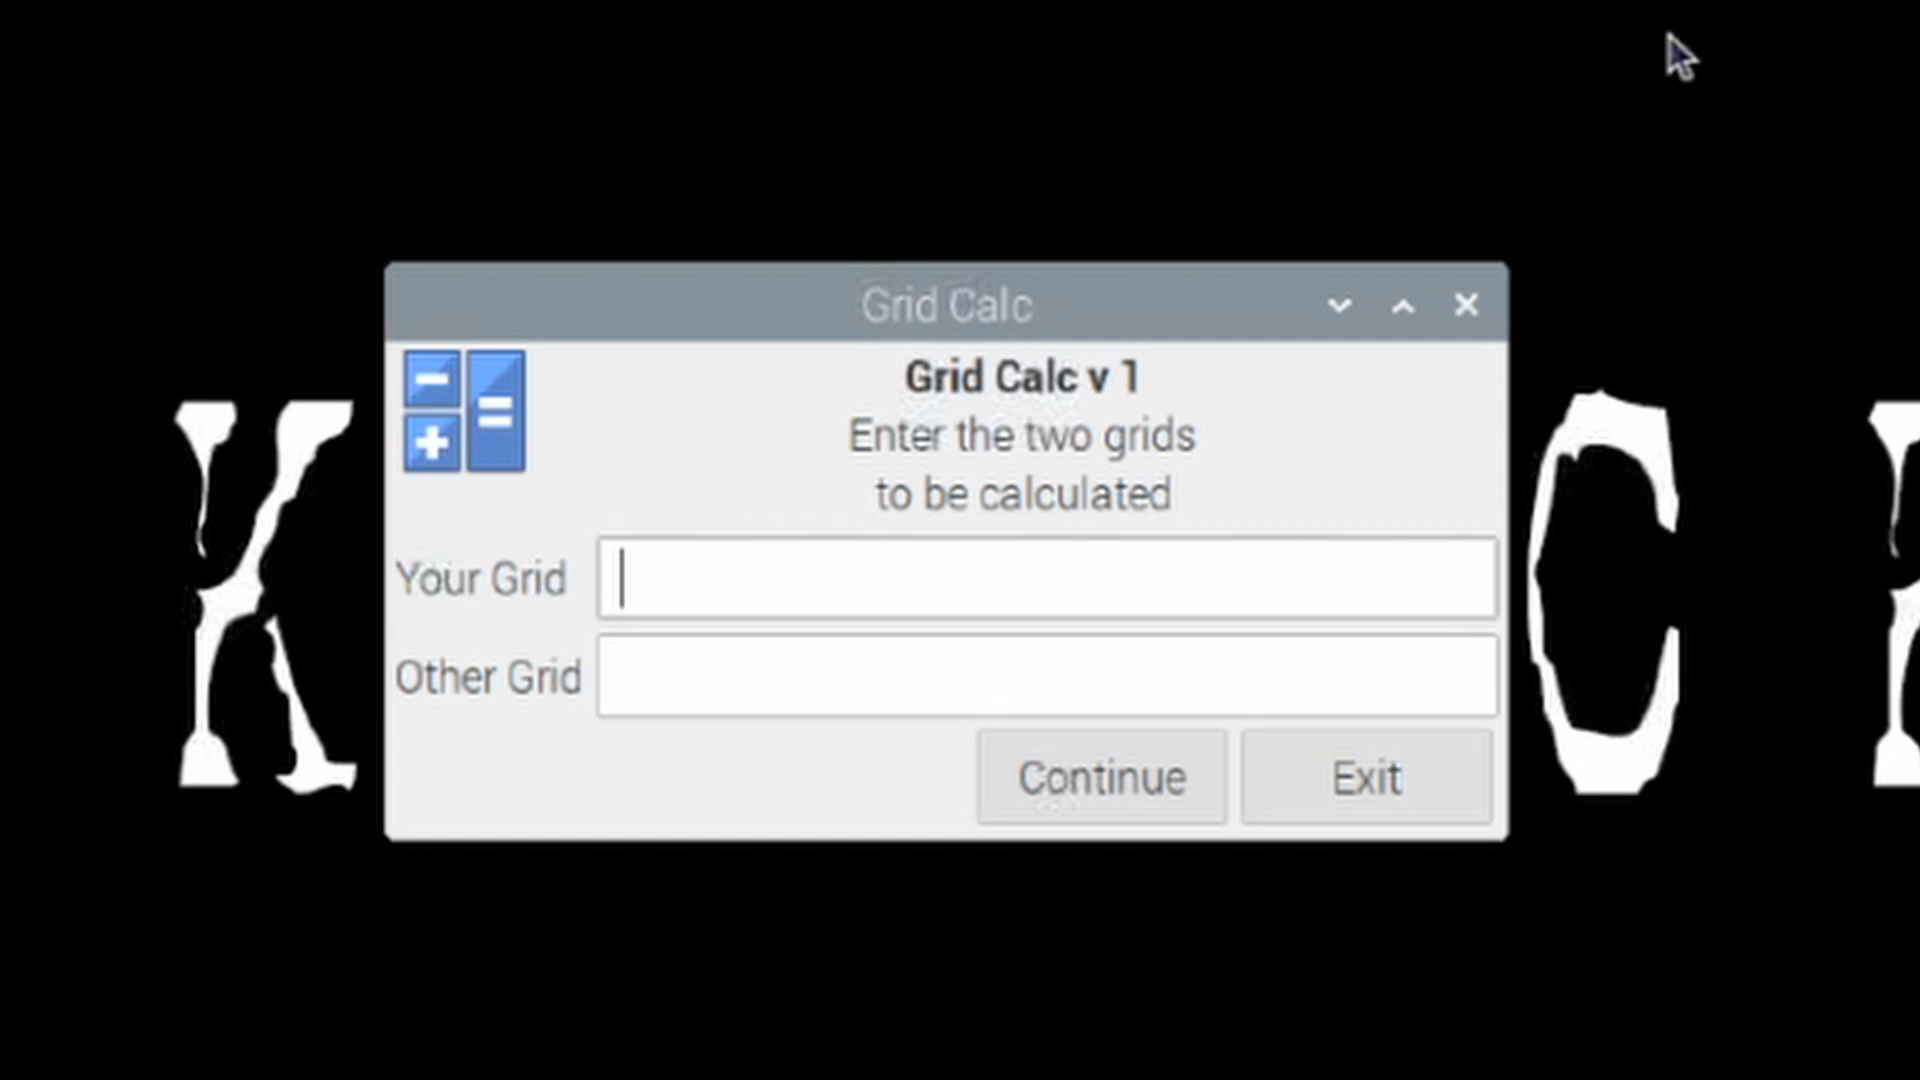 Grid Calc
Grid Calc v 1
Enter the two grids
to be calculated
Your Grid
Other Grid
Continue
Exit
K
C